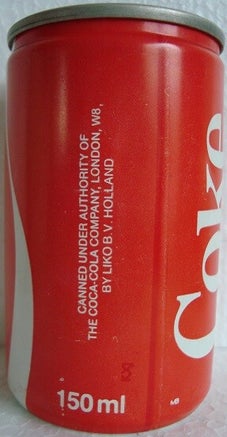 CANNED UNDER AUTHORITY OF
THE COCA-COLA COMPANY, LONDON, W8,
BY LIKO B.V. HOLLAND
Coke
150 ml